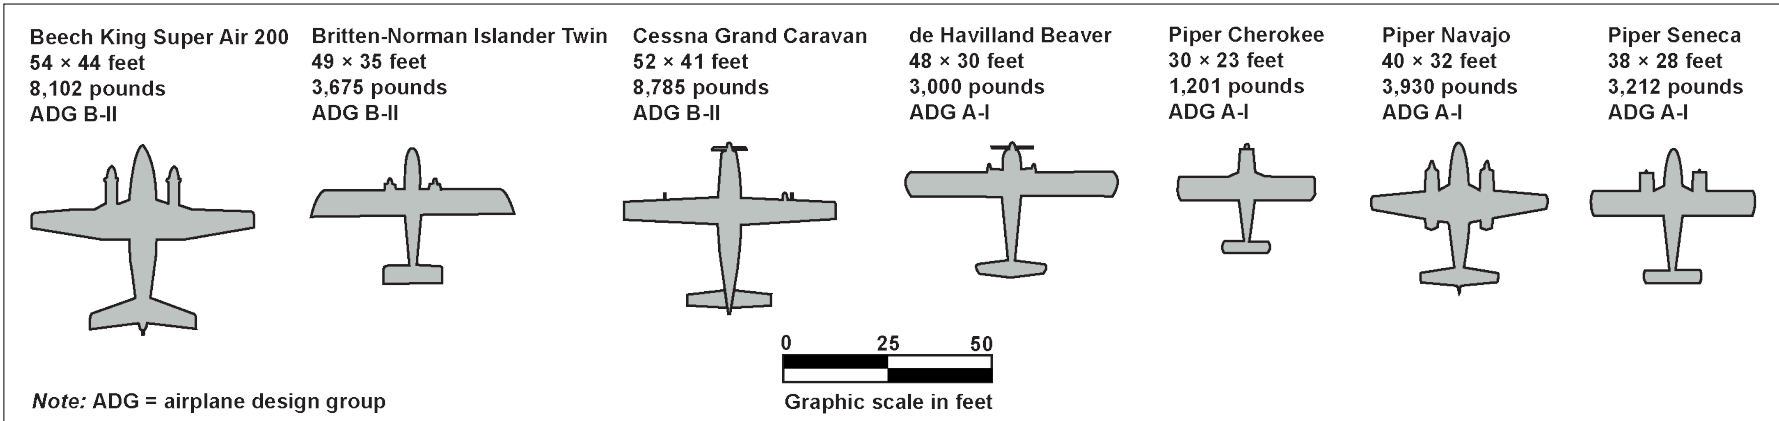 Beech King Super Air 200
54 × 44 feet
8,102 pounds
ADG B-II
Britten-Norman Islander Twin
49 × 35 feet
3,675 pounds
ADG B-II
Cessna Grand Caravan
52 × 41 feet
8,785 pounds
ADG B-II
de Havilland Beaver
48 × 30 feet
3,000 pounds
ADG A-I
Piper Cherokee
30 × 23 feet
1,201 pounds
ADG A-I
Piper Navajo
40 × 32 feet
3,930 pounds
ADG A-I
Piper Seneca
38 × 28 feet
3,212 pounds
ADG A-I
0 25 50
Graphic scale in feet
Note: ADG = airplane design group